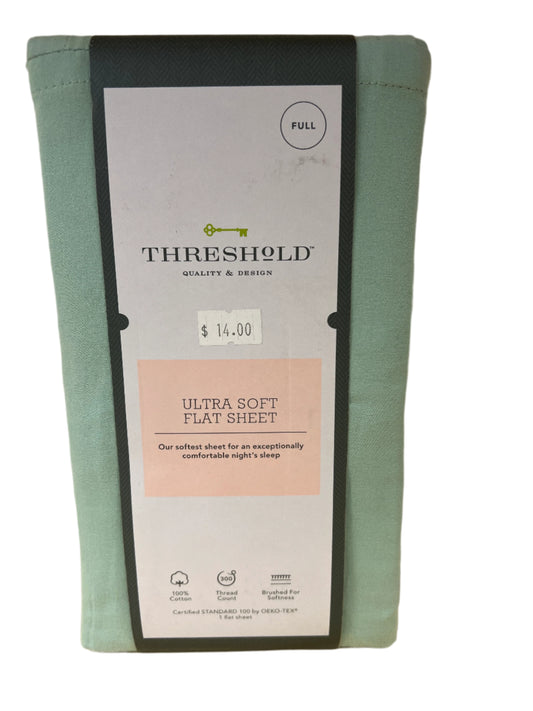 FULL
THRESHOLD™
QUALITY & DESIGN
$ 14.00
ULTRA SOFT
FLAT SHEET
Our softest sheet for an exceptionally
comfortable night's sleep
100%
Cotton
300
Thread
Count
Brushed For
Softness
Certified STANDARD 100 by OEKO-TEX®
1 flat sheet